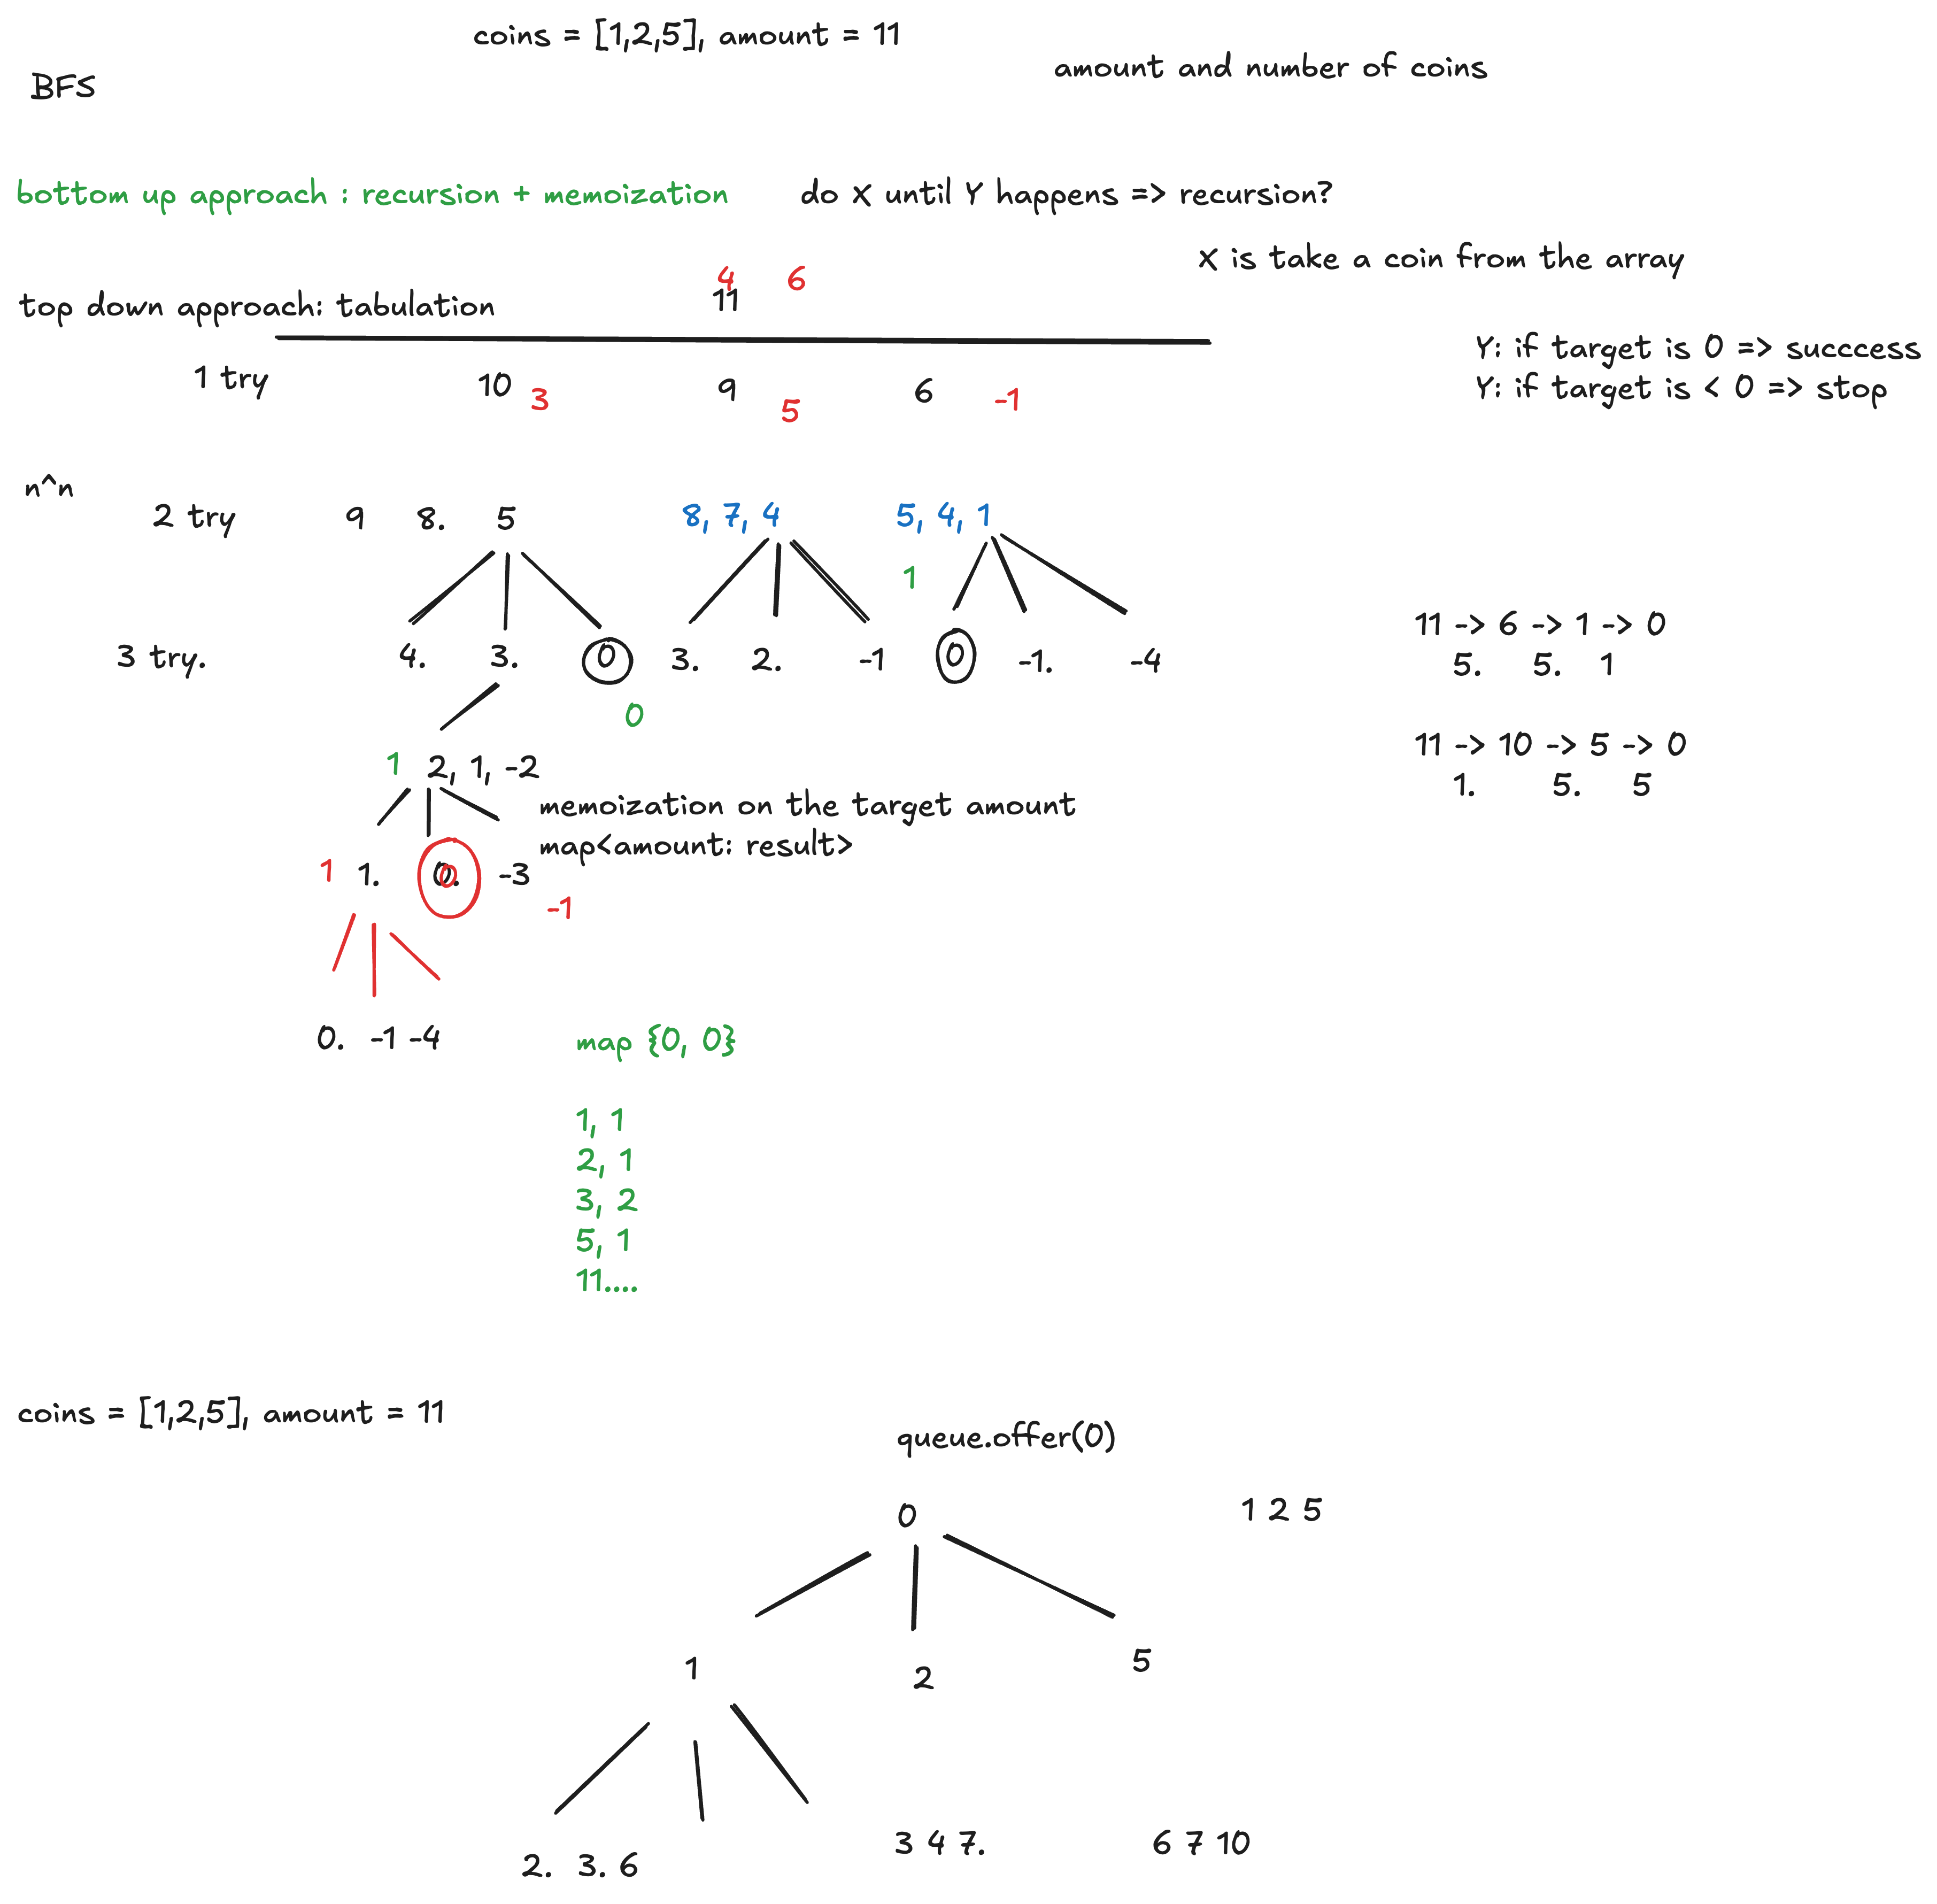 coins = [1,2,5], amount = 11
amount and number of coins
BFS
bottom up approach : recursion + memoization
do X until Y happens => recursion?
X is take a coin from the array
4 6
top down approach: tabulation
11
Y: if target is 0 => succcess
Y: if target is < 0 => stop
1 try
10 3 9 5 6 -1
n^n
2 try
9 8. 5 8, 7, 4 5, 4, 1
1
3 try.
4. 3. 0 3. 2. -1 0 -1. -4
0
11 -> 6 -> 1 -> 0
5. 5. 1
11 -> 10 -> 5 -> 0
1. 5. 5
1 2, 1, -2
memoization on the target amount
map<amount: result>
1 1. 0. 0 -3
-1
0. -1 -4
map {0, 0}
1, 1
2, 1
3, 2
5, 1
11....
coins = [1,2,5], amount = 11
queue.offer(0)
0
1 2 5
1 2 5
2. 3. 6
3 4 7.
6 7 10